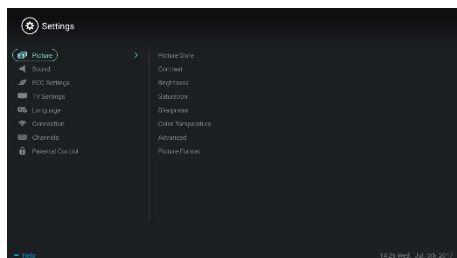 Settings
Picture
Sound
ECO Settings
TV Settings
Language
Connection
Channels
Parental Control
Picture Style
Contrast
Brightness
Saturation
Sharpness
Color Temperature
Advanced
Picture Format
Help
14:26 Wed, Jul. 5th 2017